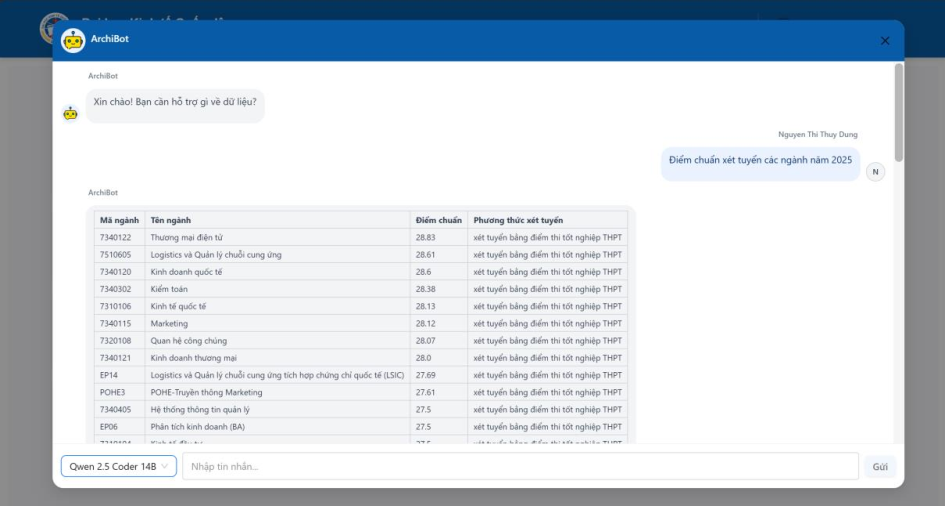 ArchiBot
ArchiBot
Xin chào! Bạn cần hỗ trợ gì về dữ liệu?
Nguyen Thi Thuy Dung
Điểm chuẩn xét tuyển các ngành năm 2025
N
ArchiBot
Mã ngành Tên ngành Điểm chuẩn Phương thức xét tuyển
7340122 Thương mại điện tử 28.83 xét tuyển bằng điểm thi tốt nghiệp THPT
7510605 Logistics và Quản lý chuỗi cung ứng 28.61 xét tuyển bằng điểm thi tốt nghiệp THPT
7340120 Kinh doanh quốc tế 28.6 xét tuyển bằng điểm thi tốt nghiệp THPT
7340302 Kiểm toán 28.38 xét tuyển bằng điểm thi tốt nghiệp THPT
7310106 Kinh tế quốc tế 28.13 xét tuyển bằng điểm thi tốt nghiệp THPT
7340115 Marketing 28.12 xét tuyển bằng điểm thi tốt nghiệp THPT
7320108 Quan hệ công chúng 28.07 xét tuyển bằng điểm thi tốt nghiệp THPT
7340121 Kinh doanh thương mại 28.0 xét tuyển bằng điểm thi tốt nghiệp THPT
EP14 Logistics và Quản lý chuỗi cung ứng tích hợp chứng chỉ quốc tế (LSIC) 27.69 xét tuyển bằng điểm thi tốt nghiệp THPT
POHE3 POHE-Truyền thông Marketing 27.61 xét tuyển bằng điểm thi tốt nghiệp THPT
7340405 Hệ thống thông tin quản lý 27.5 xét tuyển bằng điểm thi tốt nghiệp THPT
EP06 Phân tích kinh doanh (BA) 27.5 xét tuyển bằng điểm thi tốt nghiệp THPT
Qwen 2.5 Coder 14B Nhập tin nhắn... Gửi